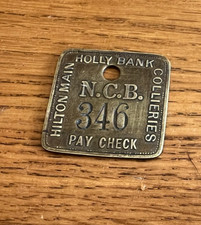 HOLLY BANK
HILTON MAIN
COLLIERIES
N.C.B.
346
PAY CHECK